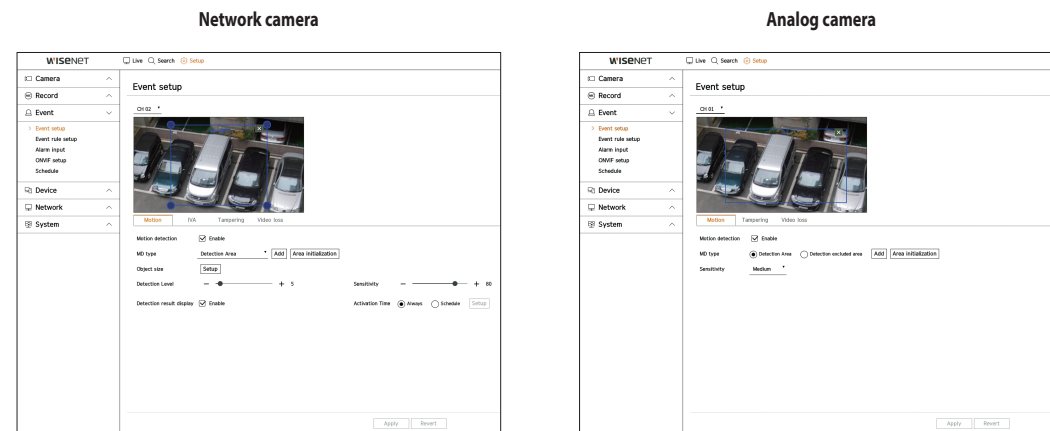 Network camera
WISENET Live Search Setup
Camera
Record
Event
Event setup
Event rule setup
Alarm input
ONVIF setup
Schedule
Device
Network
System
Event setup
CH 02
Motion IVA Tampering Video loss
Motion detection Enable
MD type Detection Area Add Area initialization
Object size Setup
Detection Level − + 5 Sensitivity − + 80
Detection result display Enable Activation Time Always Schedule Setup
Apply Revert
Analog camera
WISENET Live Search Setup
Camera
Record
Event
Event setup
Event rule setup
Alarm input
ONVIF setup
Schedule
Device
Network
System
Event setup
CH 01
Motion Tampering Video loss
Motion detection Enable
MD type Detection Area Detection excluded area Add Area initialization
Sensitivity Medium
Apply Revert